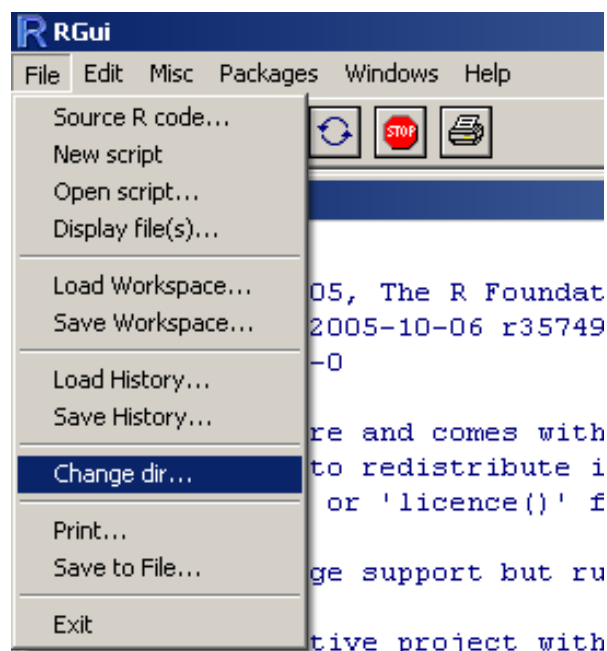 R RGui
File Edit Misc Packages Windows Help
STOP
Source R code...
New script
Open script...
Display file(s)...
Load Workspace...
Save Workspace...
Load History...
Save History...
Change dir...
Print...
Save to File...
Exit
05, The R Foundat
2005-10-06 r35749
-0
re and comes with
to redistribute i
or 'licence()' f
ge support but ru
tive project with